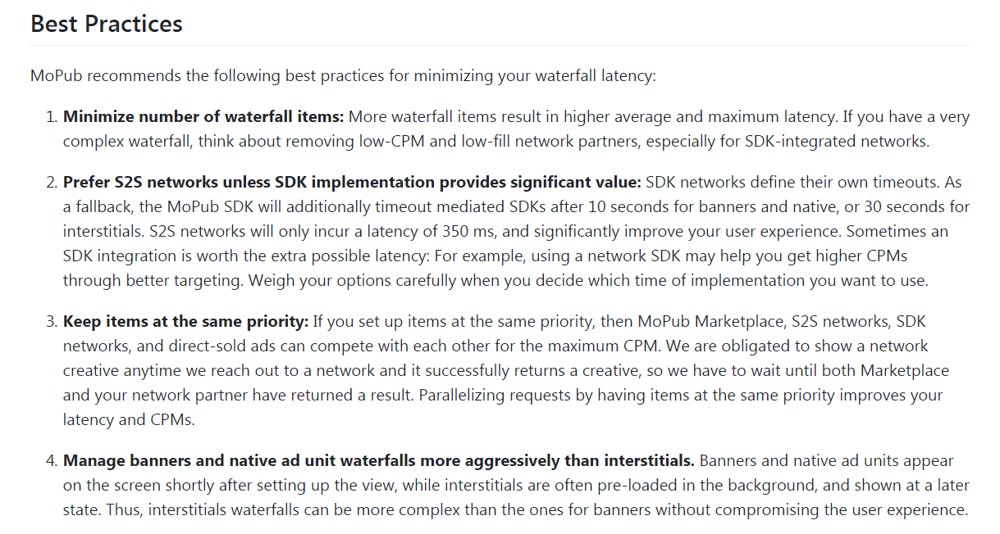 Best Practices
MoPub recommends the following best practices for minimizing your waterfall latency:
1. Minimize number of waterfall items: More waterfall items result in higher average and maximum latency. If you have a very
complex waterfall, think about removing low-CPM and low-fill network partners, especially for SDK-integrated networks.
2. Prefer S2S networks unless SDK implementation provides significant value: SDK networks define their own timeouts. As
a fallback, the MoPub SDK will additionally timeout mediated SDKs after 10 seconds for banners and native, or 30 seconds for
interstitials. S2S networks will only incur a latency of 350 ms, and significantly improve your user experience. Sometimes an
SDK integration is worth the extra possible latency: For example, using a network SDK may help you get higher CPMs
through better targeting. Weigh your options carefully when you decide which time of implementation you want to use.
3. Keep items at the same priority: If you set up items at the same priority, then MoPub Marketplace, S2S networks, SDK
networks, and direct-sold ads can compete with each other for the maximum CPM. We are obligated to show a network
creative anytime we reach out to a network and it successfully returns a creative, so we have to wait until both Marketplace
and your network partner have returned a result. Parallelizing requests by having items at the same priority improves your
latency and CPMs.
4. Manage banners and native ad unit waterfalls more aggressively than interstitials. Banners and native ad units appear
on the screen shortly after setting up the view, while interstitials are often pre-loaded in the background, and shown at a later
state. Thus, interstitials waterfalls can be more complex than the ones for banners without compromising the user experience.